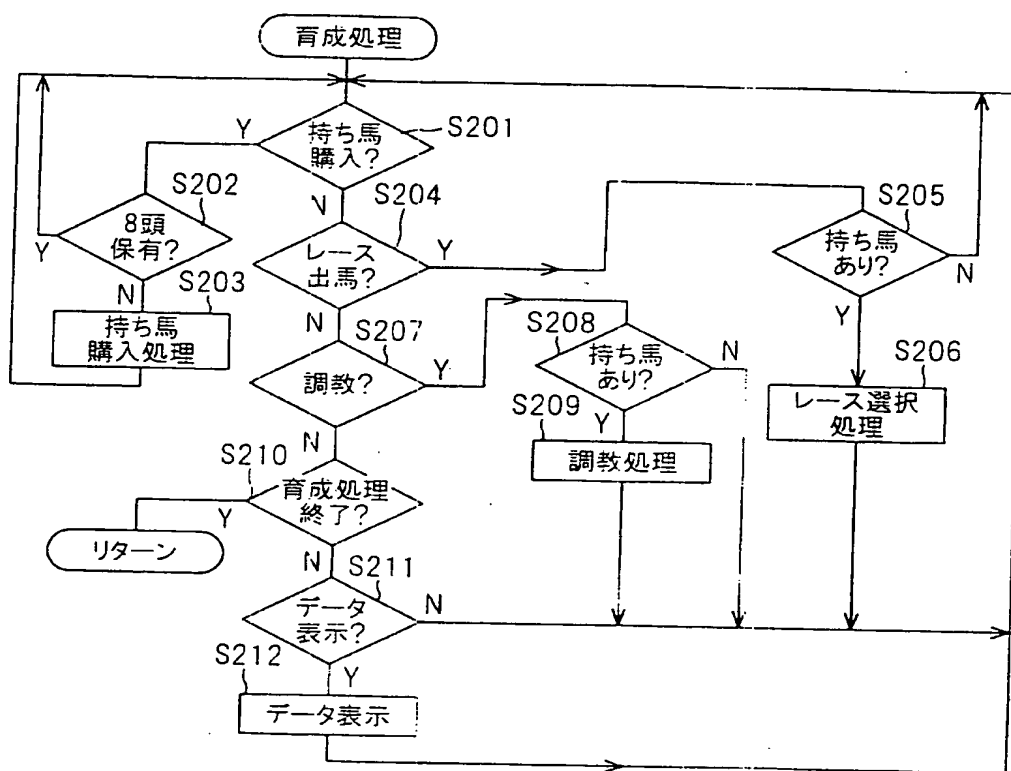 育成処理
S201
Y
持ち馬
購入?
N
S202
8頭
保有?
Y
N
S203
持ち馬
購入処理
S204
レース
出馬?
Y
N
S205
持ち馬
あり?
N
Y
S206
レース選択
処理
S207
調教?
Y
N
S208
持ち馬
あり?
N
Y
S209
調教処理
S210
育成処理
終了?
Y
リターン
N
S211
データ
表示?
N
Y
S212
データ表示